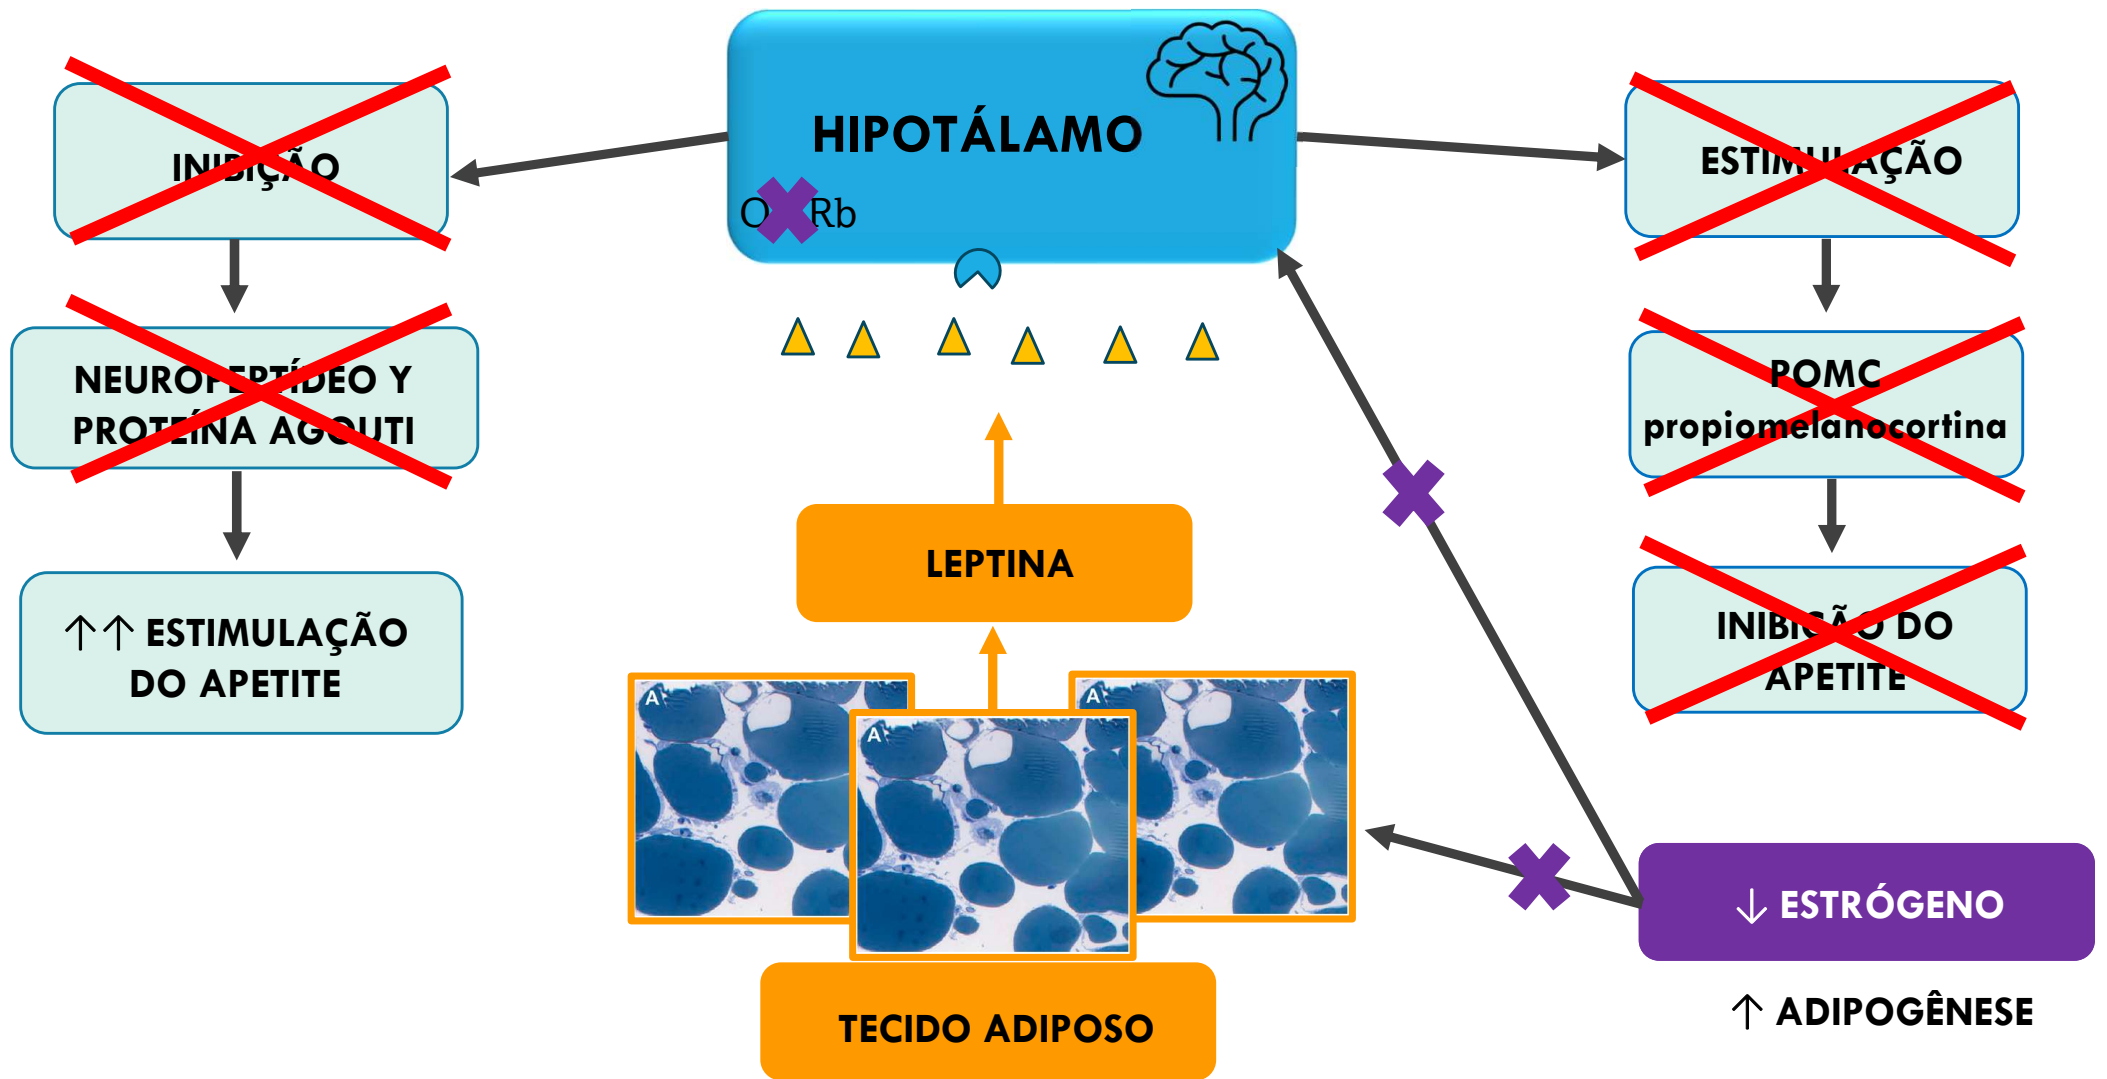 HIPOTÁLAMO
INIBIÇÃO
ESTIMULAÇÃO
NEUROPEPTÍDEO Y
PROTEÍNA AGOUTI
POMC
propiomelanocortina
↑↑ ESTIMULAÇÃO
DO APETITE
LEPTINA
INIBIÇÃO DO
APETITE
A
A
A
↓ ESTRÓGENO
↑ ADIPOGÊNESE
TECIDO ADIPOSO